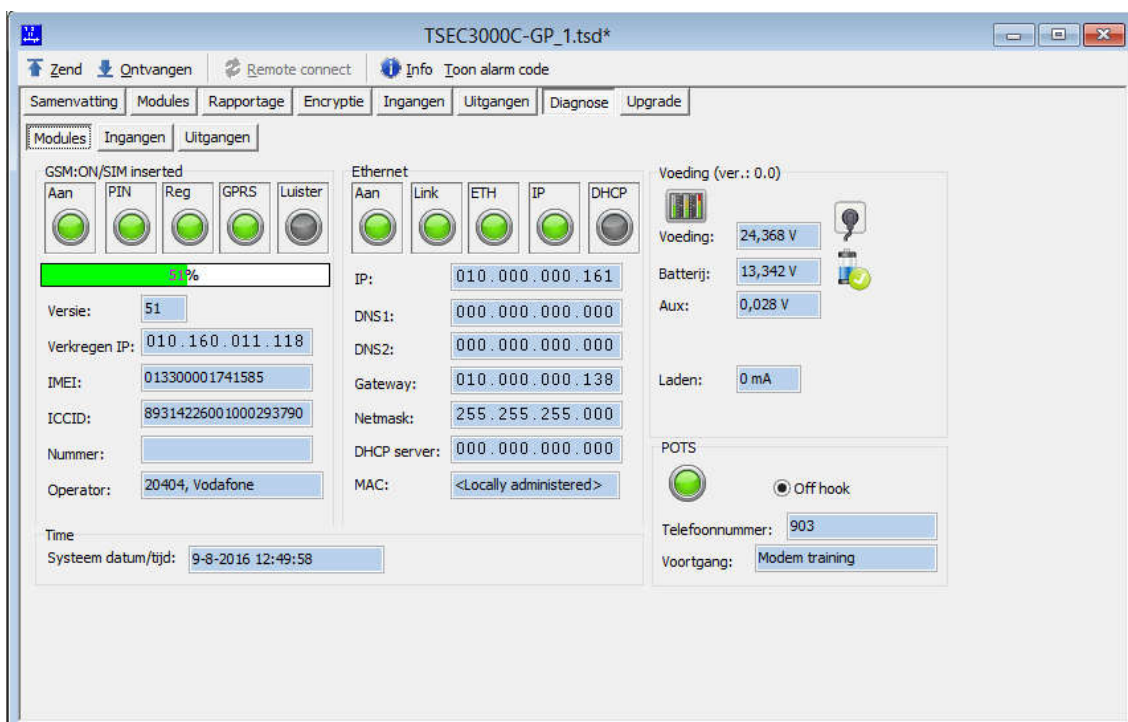 TSEC3000C-GP_1.tsd*
Zend Ontvangen Remote connect Info Toon alarm code
Samenvatting Modules Rapportage Encryptie Ingangen Uitgangen Diagnose Upgrade
Modules Ingangen Uitgangen
GSM:ON/SIM inserted
Aan PIN Reg GPRS Luister
51%
Versie: 51
Verkregen IP: 010.160.011.118
IMEI: 013300001741585
ICCID: 89314226001000293790
Nummer:
Operator: 20404, Vodafone
Ethernet
Aan Link ETH IP DHCP
IP: 010.000.000.161
DNS1: 000.000.000.000
DNS2: 000.000.000.000
Gateway: 010.000.000.138
Netmask: 255.255.255.000
DHCP server: 000.000.000.000
MAC: <Locally administered>
Voeding (ver.: 0.0)
Voeding: 24,368 V
Batterij: 13,342 V
Aux: 0,028 V
Laden: 0 mA
POTS
Off hook
Telefoonnummer: 903
Voortgang: Modem training
Time
Systeem datum/tijd: 9-8-2016 12:49:58